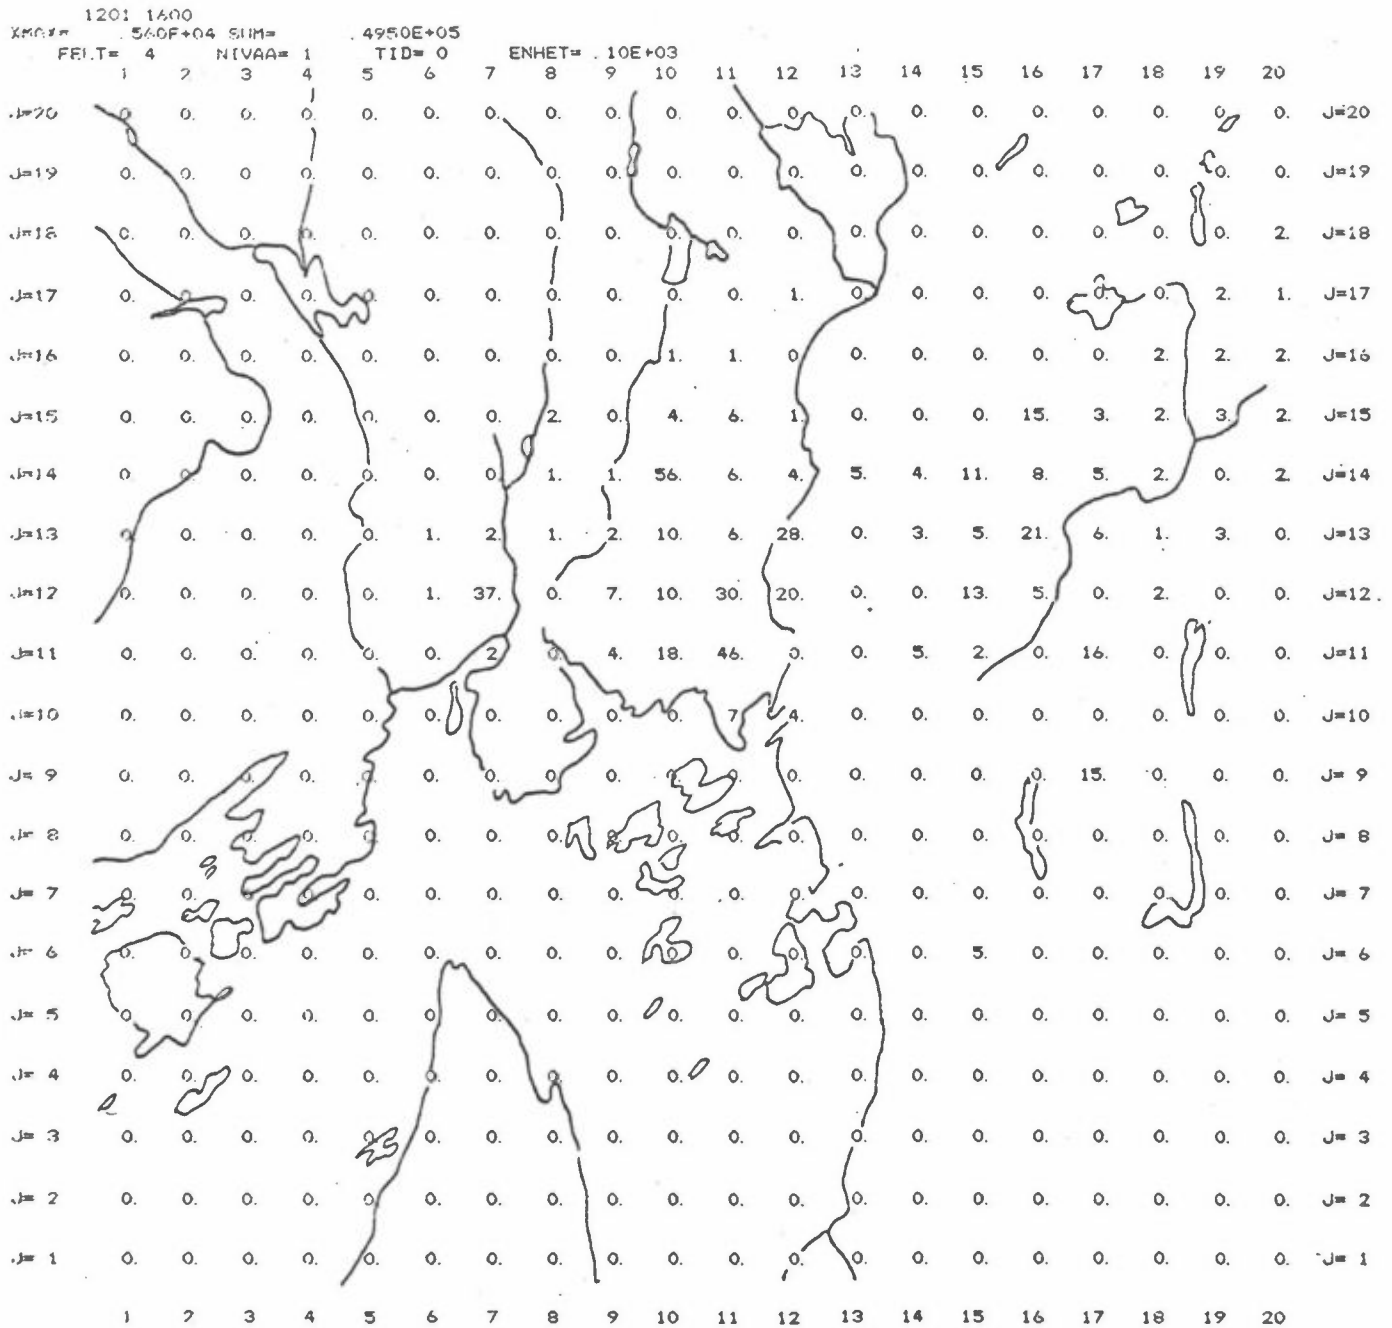 1201 1600
XMAX= .560E+04 SUM= .4950E+05
FELT= 4 NIVAA= 1 TID= 0 ENHET= .10E+03
1 2 3 4 5 6 7 8 9 10 11 12 13 14 15 16 17 18 19 20
J=20 0. 0. 0. 0. 0. 0. 0. 0. 0. 0. 0. 0. 0. 0. 0. 0. 0. 0. 0. 0. J=20
J=19 0. 0. 0 0. 0. 0. 0. 0. 0. 0. 0. 0. 0. 0. 0. 0. 0. 0. 0. 0. J=19
J=18 0. 0. 0. 0. 0. 0. 0. 0. 0. 0. 0. 0. 0. 0. 0. 0. 0. 0. 0. 2. J=18
J=17 0. 0. 0. 0. 0. 0. 0. 0. 0. 0. 0. 1. 0. 0. 0. 0. 0. 0. 2. 1. J=17
J=16 0. 0. 0. 0. 0. 0. 0. 0. 0. 1. 1. 0. 0. 0. 0. 0. 0. 2. 2. 2. J=16
J=15 0. 0. 0. 0. 0. 0. 0. 2. 0. 4. 6. 1. 0. 0. 0. 15. 3. 2. 3. 2. J=15
J=14 0. 0. 0. 0. 0. 0. 0. 1. 1. 56. 6. 4. 5. 4. 11. 8. 5. 2. 0. 2. J=14
J=13 0. 0. 0. 0. 0. 1. 2. 1. 2. 10. 6. 28. 0. 3. 5. 21. 6. 1. 3. 0. J=13
J=12 0. 0. 0. 0. 0. 1. 37. 0. 7. 10. 30. 20. 0. 0. 13. 5. 0. 2. 0. 0. J=12.
J=11 0. 0. 0. 0. 0. 0. 2 0 4. 18. 46. 0. 0. 5. 2. 0. 16. 0. 0. 0. J=11
J=10 0. 0. 0. 0. 0. 0. 0. 0. 0. 0. 7. 4. 0. 0. 0. 0. 0. 0. 0. 0. J=10
J= 9 0. 0. 0. 0. 0. 0. 0. 0. 0. 0. 0. 0. 0. 0. 0. 0. 15. 0. 0. 0. J= 9
J= 8 0. 0. 0. 0. 0. 0. 0. 0. 0. 0. 0. 0. 0. 0. 0. 0. 0. 0. 0. 0. J= 8
J= 7 0. 0. 0. 0. 0. 0. 0. 0. 0. 0. 0. 0. 0. 0. 0. 0. 0. 0. 0. 0. J= 7
J= 6 0. 0. 0. 0. 0. 0. 0. 0. 0. 0. 0. 0. 0. 0. 5. 0. 0. 0. 0. 0. J= 6
J= 5 0. 0. 0. 0. 0. 0. 0. 0. 0. 0. 0. 0. 0. 0. 0. 0. 0. 0. 0. 0. J= 5
J= 4 0. 0. 0. 0. 0. 0. 0. 0. 0. 0. 0. 0. 0. 0. 0. 0. 0. 0. 0. 0. J= 4
J= 3 0. 0. 0. 0. 0. 0. 0. 0. 0. 0. 0. 0. 0. 0. 0. 0. 0. 0. 0. 0. J= 3
J= 2 0. 0. 0. 0. 0. 0. 0. 0. 0. 0. 0. 0. 0. 0. 0. 0. 0. 0. 0. 0. J= 2
J= 1 0. 0. 0. 0. 0. 0. 0. 0. 0. 0. 0. 0. 0. 0. 0. 0. 0. 0. 0. 0. J= 1
1 2 3 4 5 6 7 8 9 10 11 12 13 14 15 16 17 18 19 20